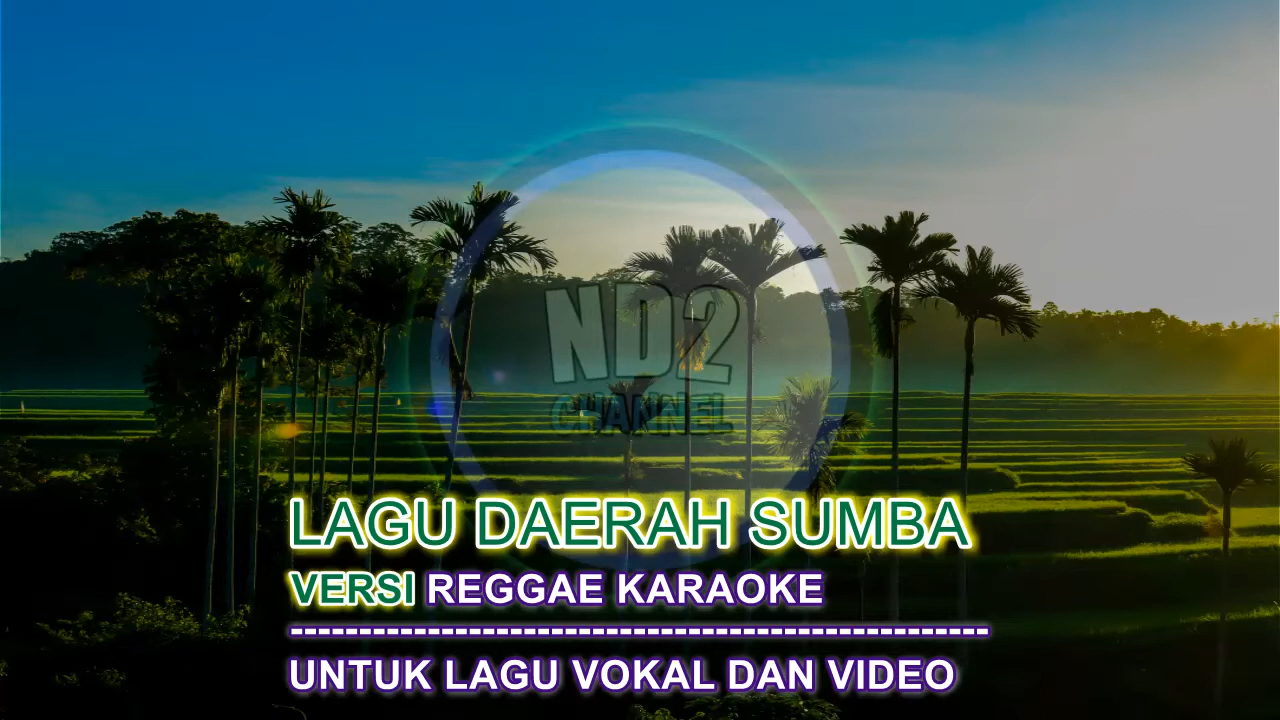 ND2
CHANNEL
LAGU DAERAH SUMBA
VERSI REGGAE KARAOKE
--------------------------------------------------
UNTUK LAGU VOKAL DAN VIDEO